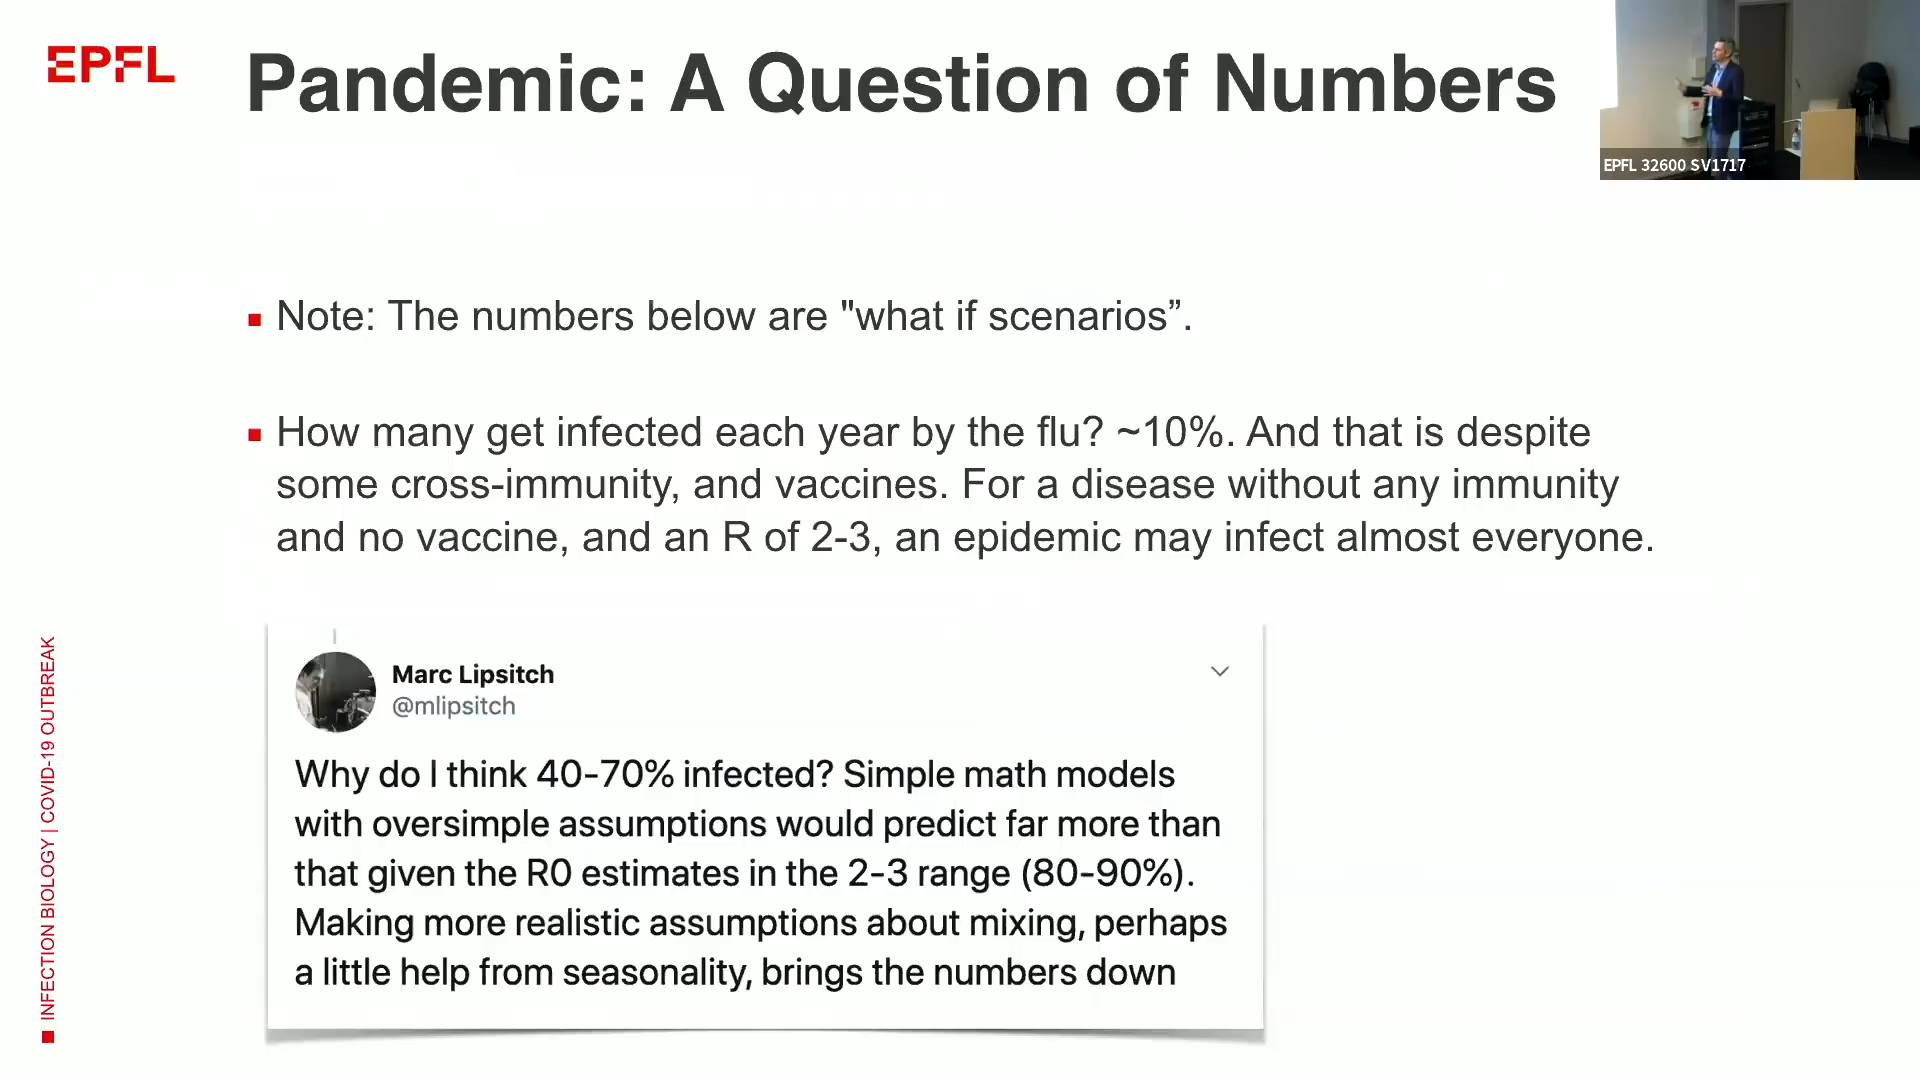 EPFL
Pandemic: A Question of Numbers
EPFL 32600 SV1717
Note: The numbers below are "what if scenarios”.
How many get infected each year by the flu? ~10%. And that is despite
some cross-immunity, and vaccines. For a disease without any immunity
and no vaccine, and an R of 2-3, an epidemic may infect almost everyone.
Marc Lipsitch
@mlipsitch
Why do I think 40-70% infected? Simple math models
with oversimple assumptions would predict far more than
that given the R0 estimates in the 2-3 range (80-90%).
Making more realistic assumptions about mixing, perhaps
a little help from seasonality, brings the numbers down
INFECTION BIOLOGY | COVID-19 OUTBREAK